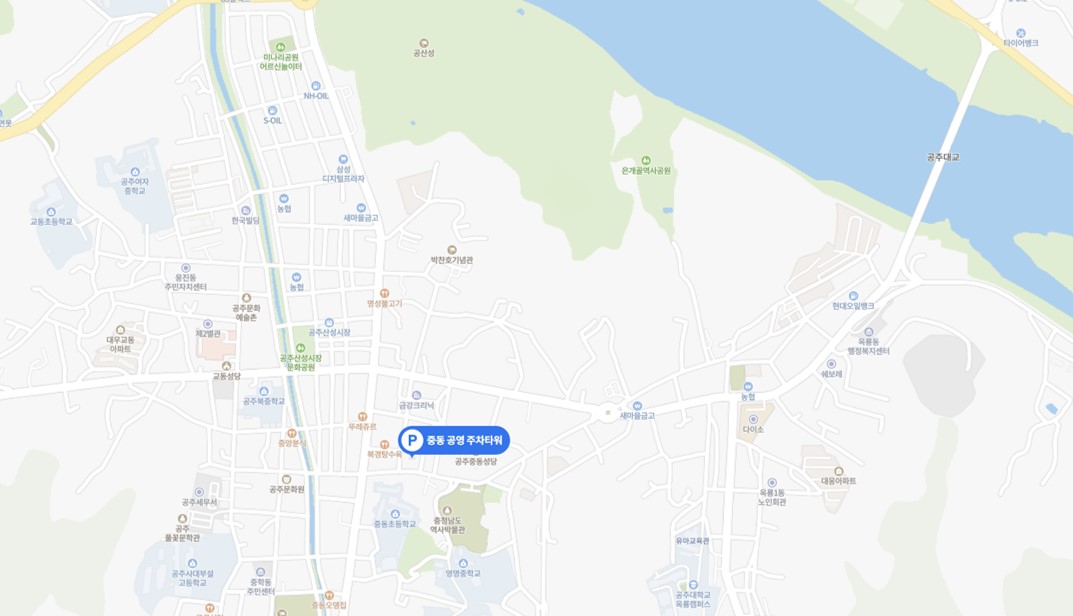 공산성
타이어뱅크
미나리공원
어르신놀이터
NH-OIL
S-OIL
공주대교
삼성
디지털프라자
은개골역사공원
공주여자
중학교
교동초등학교
농협
한국빌딩
새마을금고
박찬호기념관
웅진동
주민자치센터
농협
명성불고기
현대오일뱅크
공주문화
예술촌
제2별관
공주산성시장
대우교동
아파트
옥룡동
행정복지센터
공주산성시장
문화공원
교동성당
쉐보레
공주북중학교
금강크리닉
농협
새마을금고
뚜레쥬르
다이소
중앙분식
P 중동 공영 주차타워
북경탕수육
공주중동성당
공주문화원
대웅아파트
공주세무서
옥룡1동
노인회관
공주
풀꽃문학관
중동초등학교
충청남도
역사박물관
유아교육관
공주사대부설
고등학교
중학동
주민센터
영명중학교
공주대학교
옥룡캠퍼스
중동오뎅집